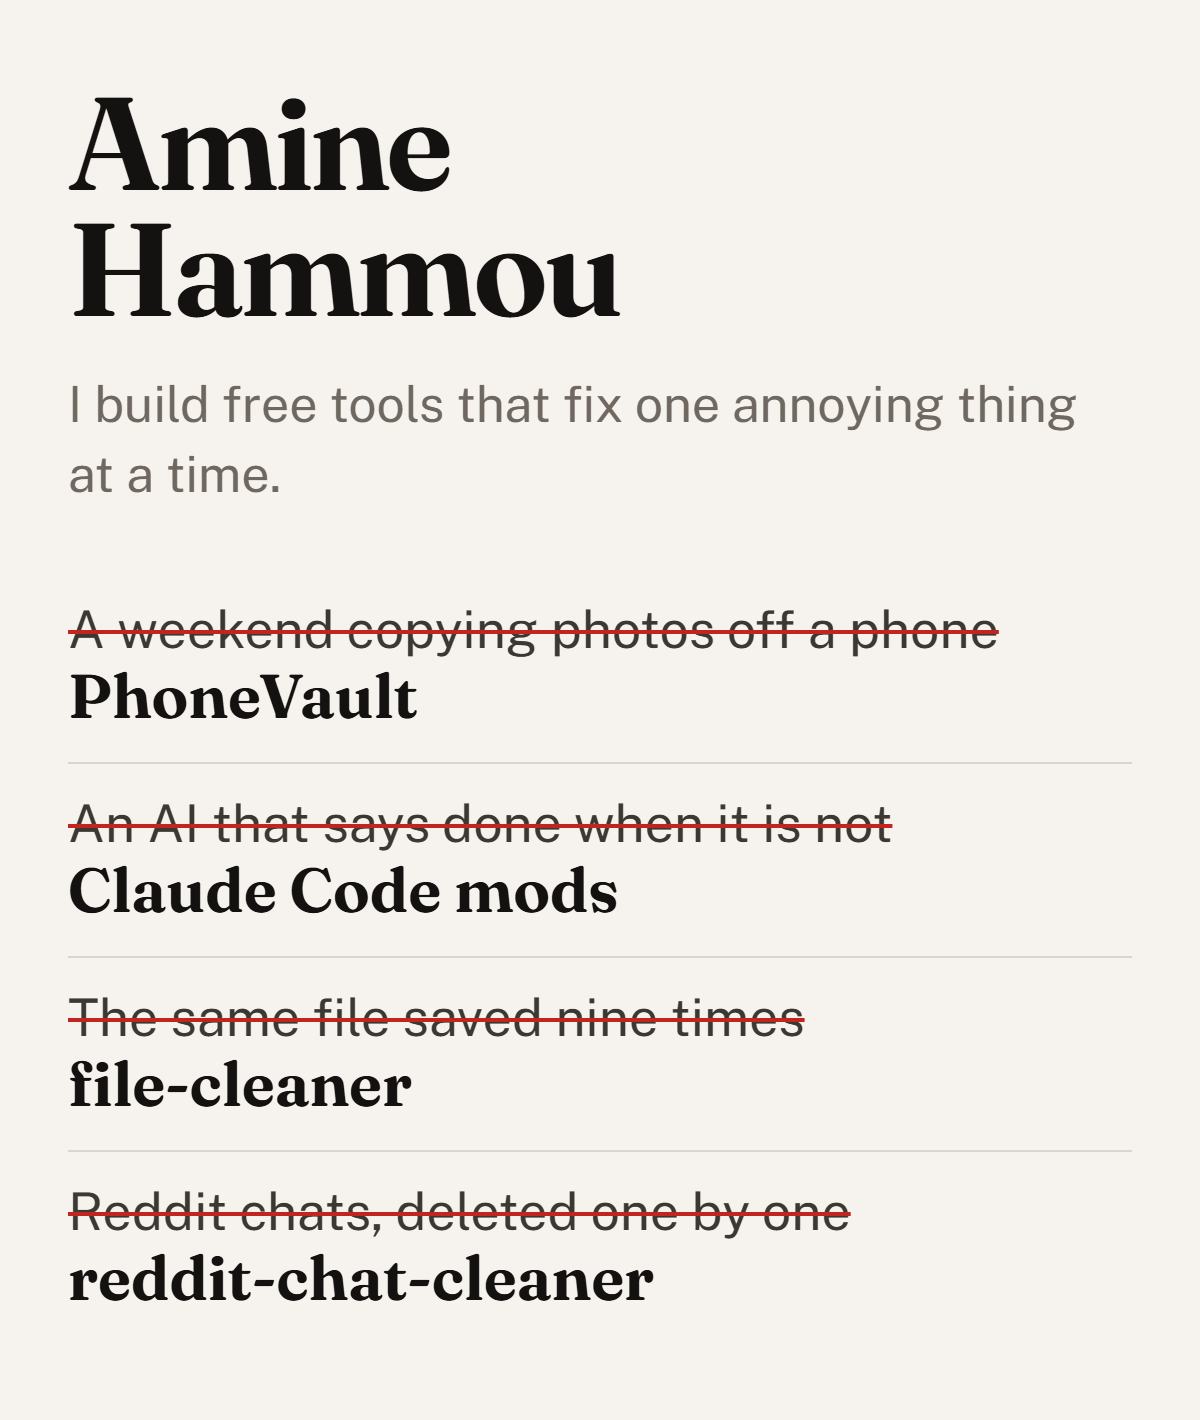 Amine
Hammou
I build free tools that fix one annoying thing
at a time.
A weekend copying photos off a phone
PhoneVault
An AI that says done when it is not
Claude Code mods
The same file saved nine times
file-cleaner
Reddit chats, deleted one by one
reddit-chat-cleaner